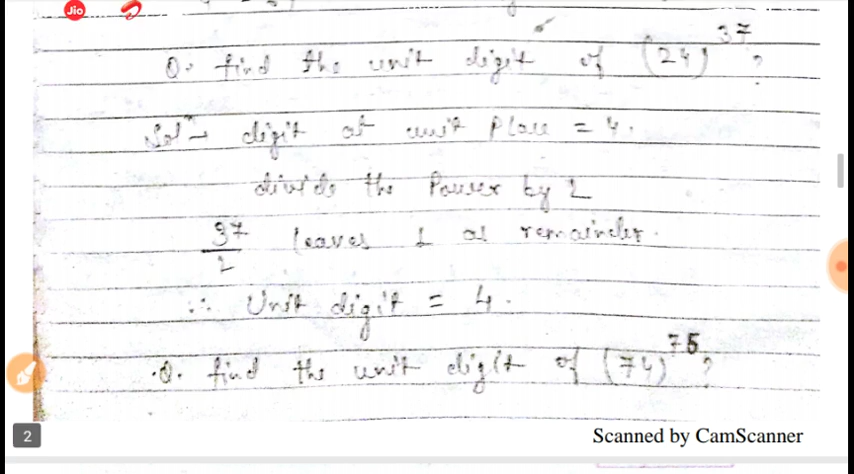 Jio
Q. find the unit digit of (24)^37 ?
Sol^n → digit at unit place = 4.
divide the Power by 2
37/2 leaves 1 as remainder.
∴ Unit digit = 4.
Q. find the unit digit of (74)^75 ?
2
Scanned by CamScanner